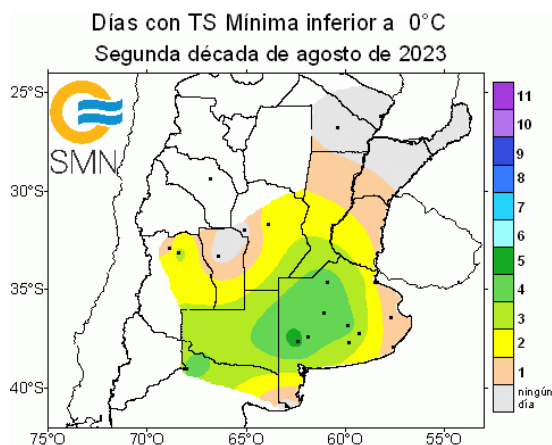 Días con TS Mínima inferior a 0°C
Segunda década de agosto de 2023
SMN
25°S
30°S
35°S
40°S
75°O
70°O
65°O
60°O
55°O
11
10
9
8
7
6
5
4
3
2
1
ningún
día